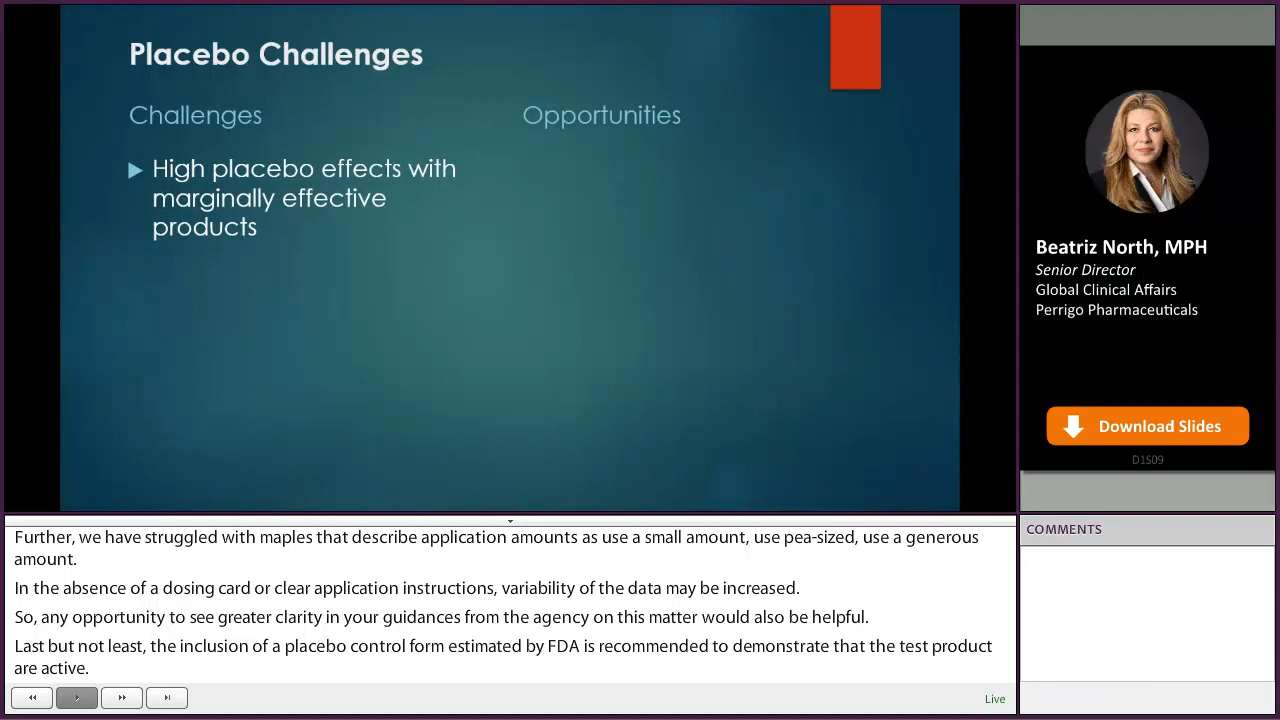 Placebo Challenges
Challenges
Opportunities
High placebo effects with
marginally effective
products
Beatriz North, MPH
Senior Director
Global Clinical Affairs
Perrigo Pharmaceuticals
Download Slides
D1S09
Further, we have struggled with maples that describe application amounts as use a small amount, use pea-sized, use a generous
amount.
In the absence of a dosing card or clear application instructions, variability of the data may be increased.
So, any opportunity to see greater clarity in your guidances from the agency on this matter would also be helpful.
Last but not least, the inclusion of a placebo control form estimated by FDA is recommended to demonstrate that the test product
are active.
Live
COMMENTS